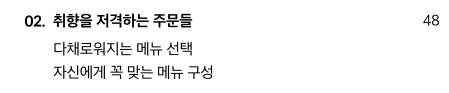 02. 취향을 저격하는 주문들 48
다채로워지는 메뉴 선택
자신에게 꼭 맞는 메뉴 구성